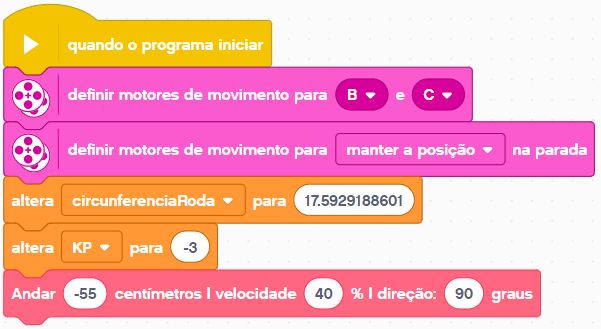 quando o programa iniciar
definir motores de movimento para B e C
definir motores de movimento para manter a posição na parada
altera circunferenciaRoda para 17.5929188601
altera KP para -3
Andar -55 centímetros l velocidade 40 % l direção: 90 graus